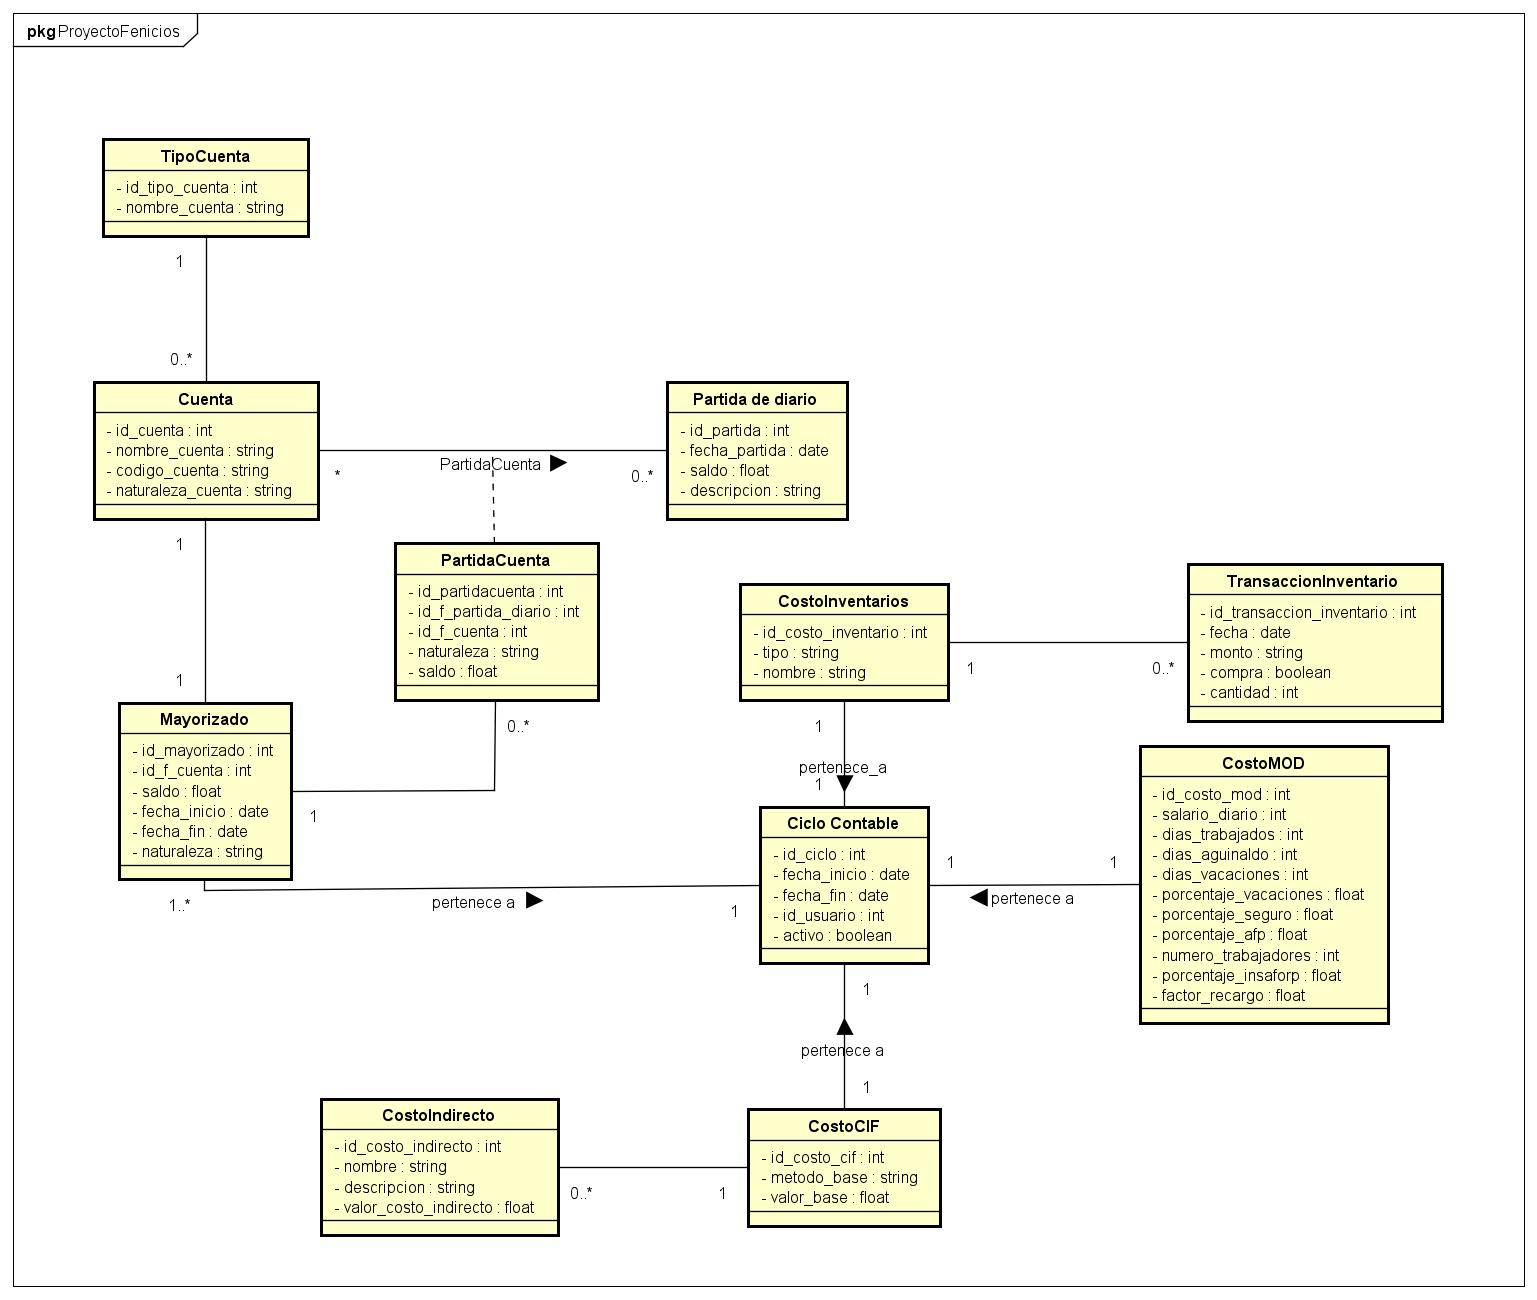 pkg ProyectoFenicios
TipoCuenta
- id_tipo_cuenta : int
- nombre_cuenta : string
1
0..*
Cuenta
- id_cuenta : int
- nombre_cuenta : string
- codigo_cuenta : string
- naturaleza_cuenta : string
*
PartidaCuenta
0..*
Partida de diario
- id_partida : int
- fecha_partida : date
- saldo : float
- descripcion : string
1
1
PartidaCuenta
- id_partidacuenta : int
- id_f_partida_diario : int
- id_f_cuenta : int
- naturaleza : string
- saldo : float
0..*
1
Mayorizado
- id_mayorizado : int
- id_f_cuenta : int
- saldo : float
- fecha_inicio : date
- fecha_fin : date
- naturaleza : string
1..*
pertenece a
1
CostoInventarios
- id_costo_inventario : int
- tipo : string
- nombre : string
1
0..*
TransaccionInventario
- id_transaccion_inventario : int
- fecha : date
- monto : string
- compra : boolean
- cantidad : int
1
pertenece_a
1
Ciclo Contable
- id_ciclo : int
- fecha_inicio : date
- fecha_fin : date
- id_usuario : int
- activo : boolean
1
1
pertenece a
CostoMOD
- id_costo_mod : int
- salario_diario : int
- dias_trabajados : int
- dias_aguinaldo : int
- dias_vacaciones : int
- porcentaje_vacaciones : float
- porcentaje_seguro : float
- porcentaje_afp : float
- numero_trabajadores : int
- porcentaje_insaforp : float
- factor_recargo : float
1
pertenece a
1
CostoIndirecto
- id_costo_indirecto : int
- nombre : string
- descripcion : string
- valor_costo_indirecto : float
0..*
1
CostoCIF
- id_costo_cif : int
- metodo_base : string
- valor_base : float